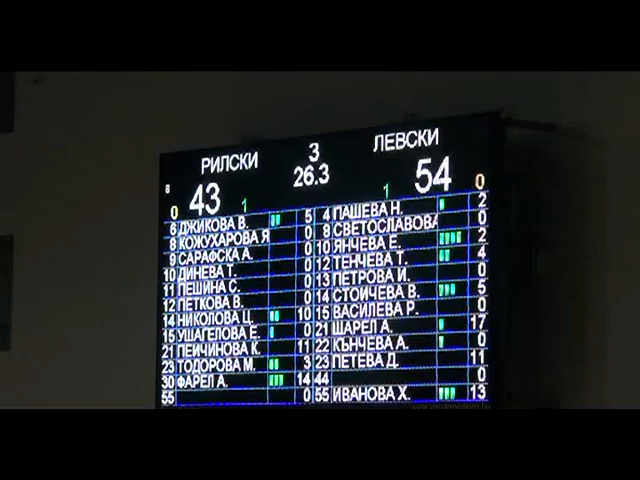 РИЛСКИ 3 ЛЕВСКИ
43 26.3 54
0 1 1 0
6 ДЖИКОВА В. 5 4 ПАШЕВА Н. 2
8 КОЖУХАРОВА Я 0 8 СВЕТОСЛАВОВА 0
9 САРАФСКА А. 0 10 ЯНЧЕВА Е. 2
10 ДИНЕВА Т. 0 12 ТЕНЧЕВА Т. 4
11 ПЕШИНА С. 0 13 ПЕТРОВА И. 0
12 ПЕТКОВА В. 0 14 СТОИЧЕВА В. 5
14 НИКОЛОВА Ц. 10 15 ВАСИЛЕВА Р. 0
15 УШАГЕЛОВА Е. 0 21 ШАРЕЛ А. 17
21 ПЕЙЧИНОВА К. 11 22 КЪНЧЕВА А. 0
23 ТОДОРОВА М. 3 23 ПЕТЕВА Д. 11
30 ФАРЕЛ А. 14 44 0
55 0 55 ИВАНОВА Х. 13